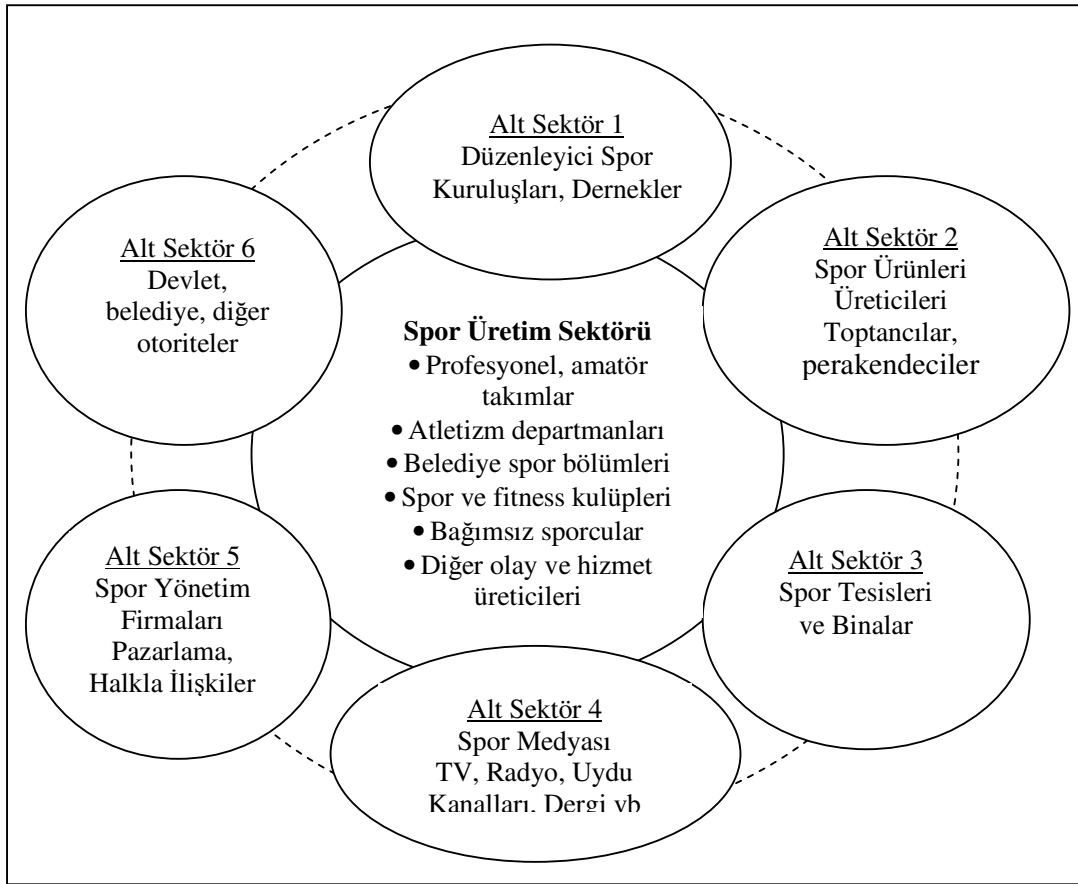 Alt Sektör 1
Düzenleyici Spor
Kuruluşları, Dernekler
Alt Sektör 2
Spor Ürünleri
Üreticileri
Toptancılar,
perakendeciler
Alt Sektör 3
Spor Tesisleri
ve Binalar
Alt Sektör 4
Spor Medyası
TV, Radyo, Uydu
Kanalları, Dergi vb
Alt Sektör 5
Spor Yönetim
Firmaları
Pazarlama,
Halkla İlişkiler
Alt Sektör 6
Devlet,
belediye, diğer
otoriteler
Spor Üretim Sektörü
• Profesyonel, amatör
takımlar
• Atletizm departmanları
• Belediye spor bölümleri
• Spor ve fitness kulüpleri
• Bağımsız sporcular
• Diğer olay ve hizmet
üreticileri